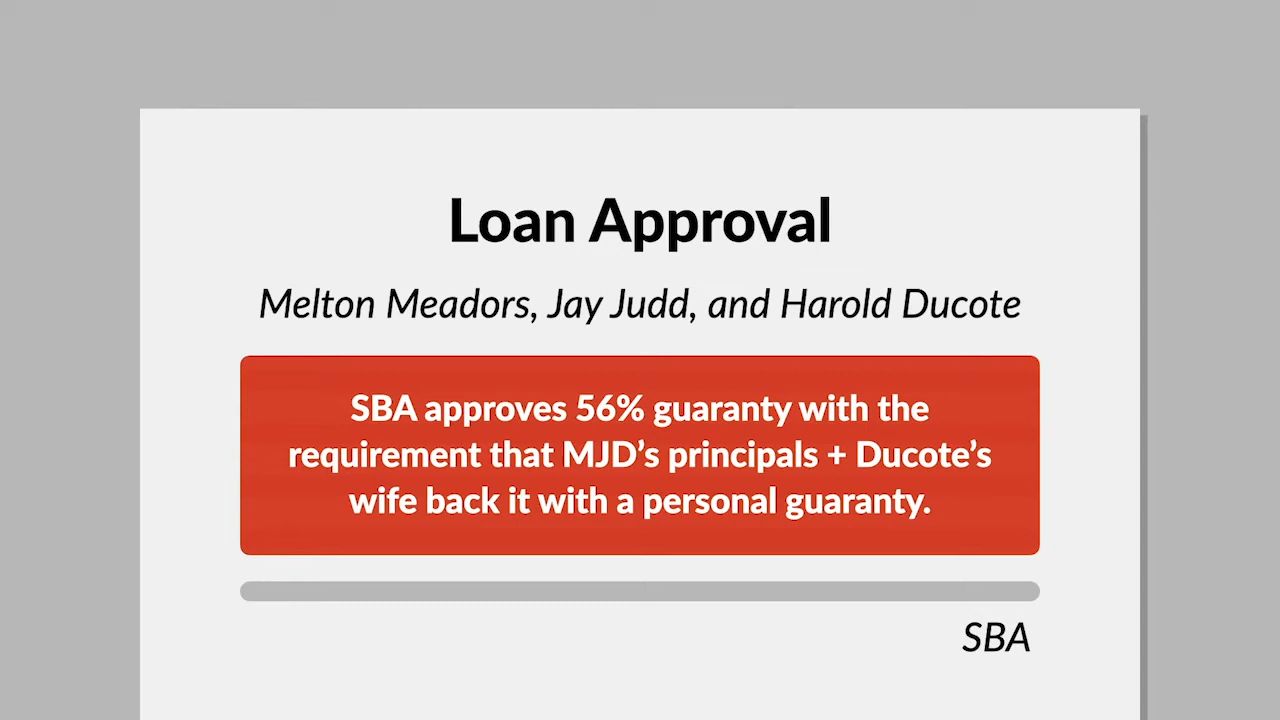 Loan Approval
Melton Meadors, Jay Judd, and Harold Ducote
SBA approves 56% guaranty with the
requirement that MJD’s principals + Ducote’s
wife back it with a personal guaranty.
SBA